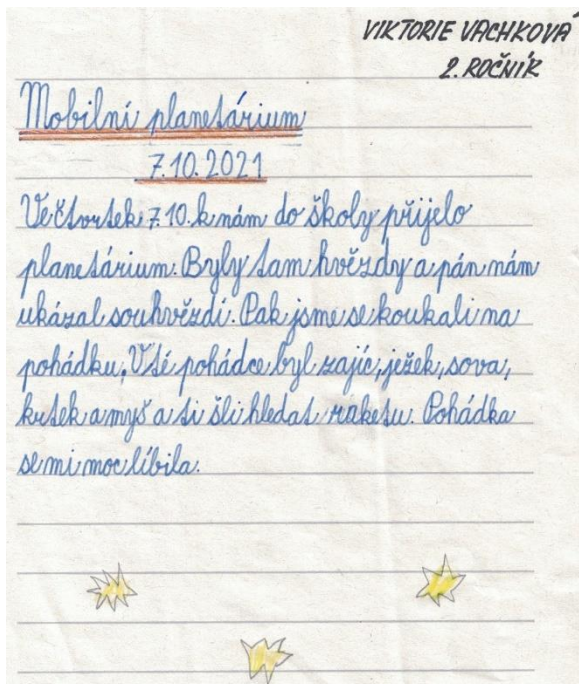 VIKTORIE VACHKOVÁ
2. ROČNÍK
Mobilní planetárium
7.10.2021
Ve čtvrtek 7.10. k nám do školy přijelo
planetárium. Byly tam hvězdy a pán nám
ukázal souhvězdí. Pak jsme se koukali na
pohádku. V té pohádce byl zajíc, ježek, sova,
krtek a myš a ti šli hledat raketu. Pohádka
se mi moc líbila.